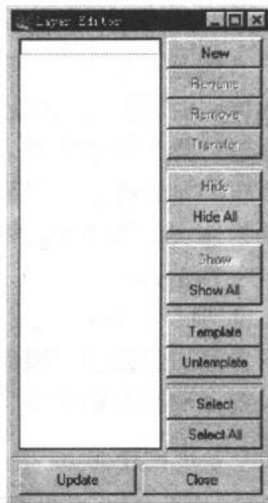 Layer Editor
New
Rename
Remove
Transfer
Hide
Hide All
Show
Show All
Template
Untemplate
Select
Select All
Update
Close